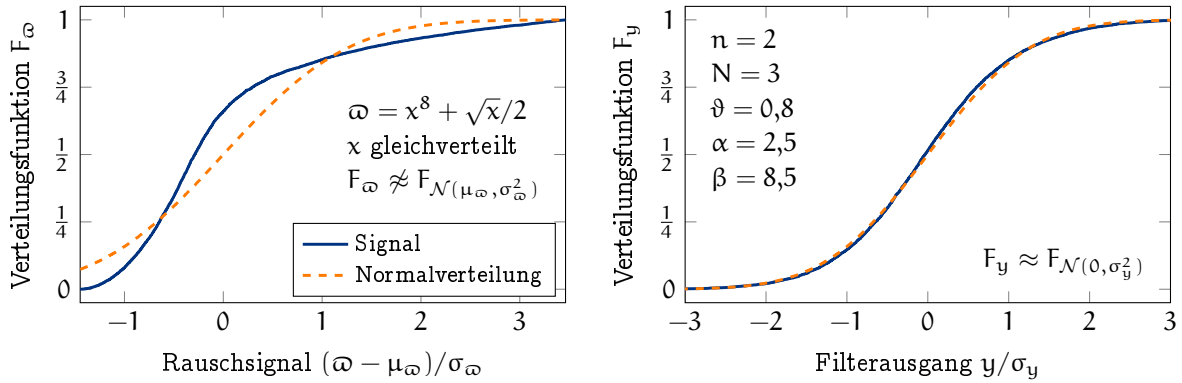 Verteilungsfunktion F_ϖ
1
3/4
1/2
1/4
0
ϖ = x⁸ + √x/2
x gleichverteilt
F_ϖ ≉ F_𝒩(μ_ϖ,σ²_ϖ)
Signal
Normalverteilung
−1 0 1 2 3
Rauschsignal (ϖ − μ_ϖ)/σ_ϖ
Verteilungsfunktion F_y
1
3/4
1/2
1/4
0
n = 2
N = 3
ϑ = 0,8
α = 2,5
β = 8,5
F_y ≈ F_𝒩(0,σ²_y)
−3 −2 −1 0 1 2 3
Filterausgang y/σ_y